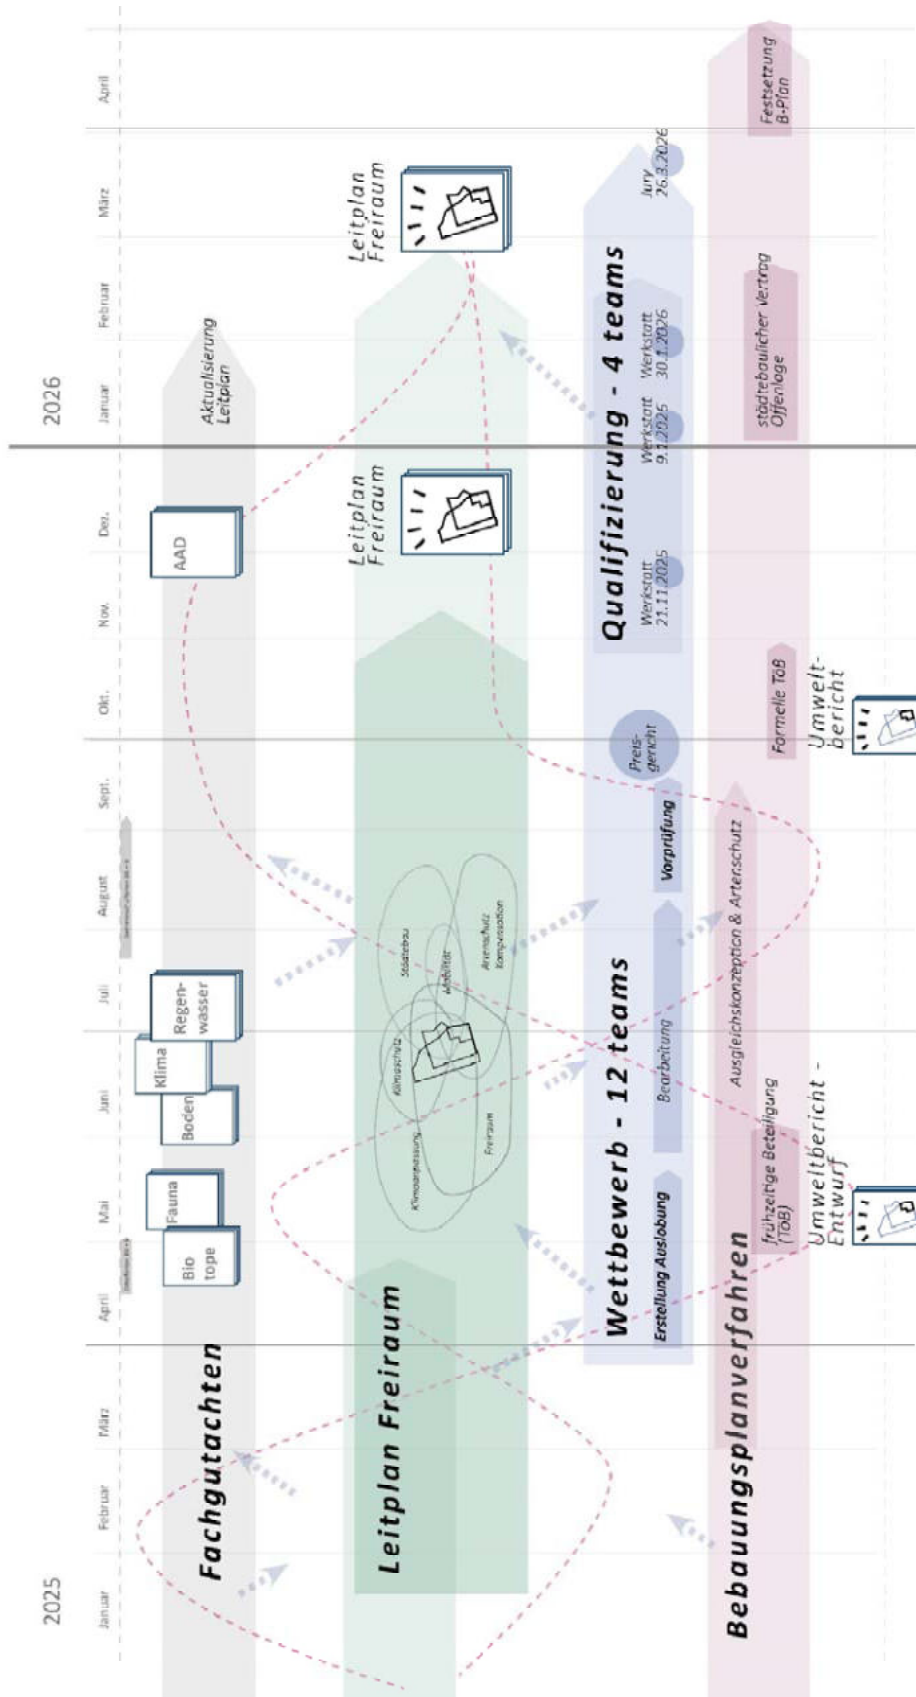 2025
2026
Januar
Februar
März
April
Mai
Juni
Juli
August
Sept.
Okt.
Nov.
Dez.
Januar
Februar
März
April
Fachgutachten
Bio
tope
Fauna
Boden
Klima
Regen-
wasser
AAD
Aktualisierung
Leitplan
Leitplan Freiraum
Klimaanpassung
Klimaschutz
Städtebau
Freiraum
Mobilität
Artenschutz
Kompensation
Leitplan
Freiraum
Leitplan
Freiraum
Wettbewerb - 12 teams
Erstellung Auslobung
Bearbeitung
Vorprüfung
Preis-
gericht
Qualifizierung - 4 teams
Werkstatt
21.11.2025
Werkstatt
9.1.2026
Werkstatt
30.1.2026
Jury
26.3.2026
Bebauungsplanverfahren
frühzeitige Beteiligung
(TöB)
Ausgleichskonzeption & Artenschutz
Formelle TöB
städtebaulicher Vertrag
Offenlage
Festsetzung
B-Plan
Umweltbericht -
Entwurf
Umwelt-
bericht